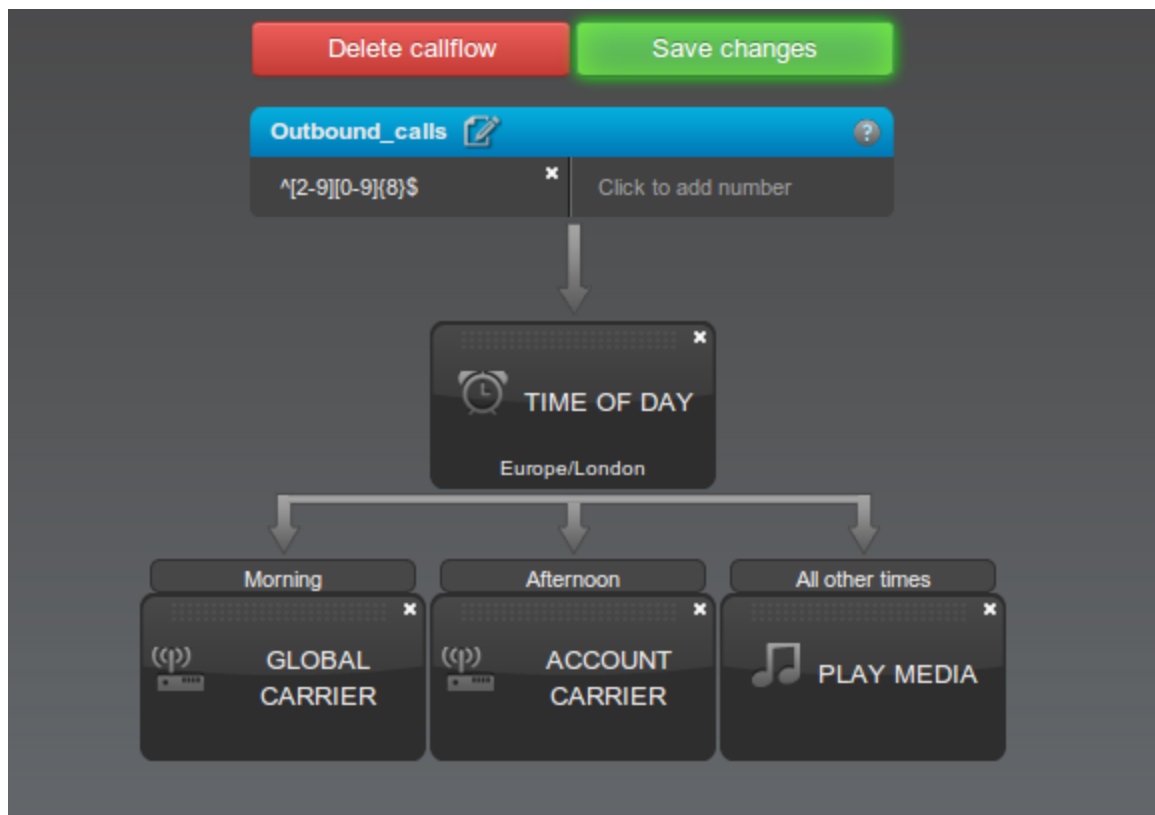 Delete callflow
Save changes
Outbound_calls
?
^[2-9][0-9]{8}$
Click to add number
TIME OF DAY
Europe/London
Morning
Afternoon
All other times
GLOBAL
CARRIER
ACCOUNT
CARRIER
PLAY MEDIA